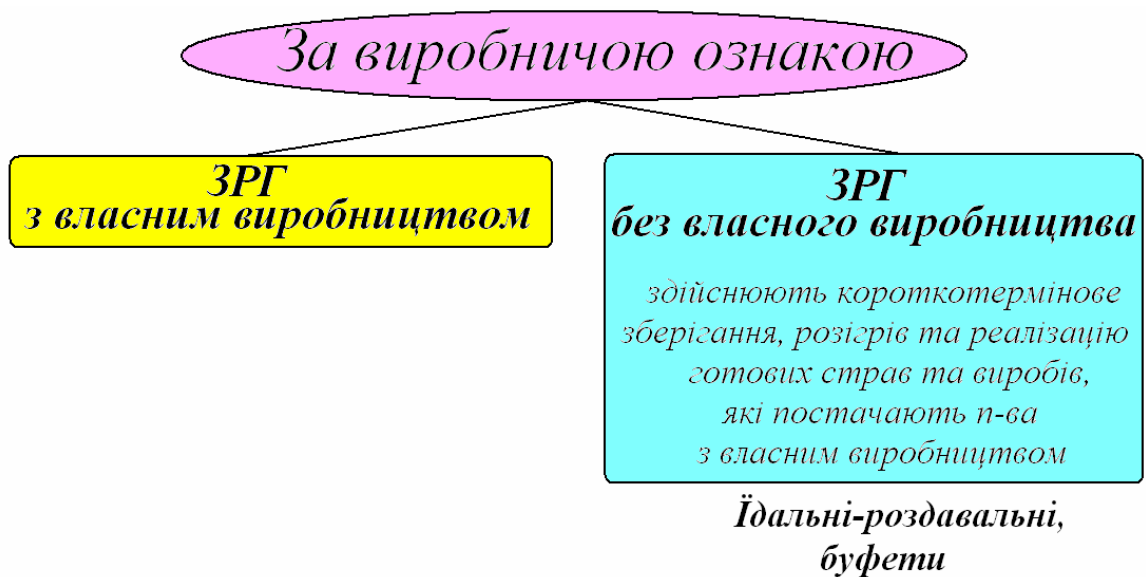 За виробничою ознакою
ЗРГ
з власним виробництвом
ЗРГ
без власного виробництва
здійснюють короткотермінове
зберігання, розігрів та реалізацію
готових страв та виробів,
які постачають п-ва
з власним виробництвом
Їдальні-роздавальні,
буфети